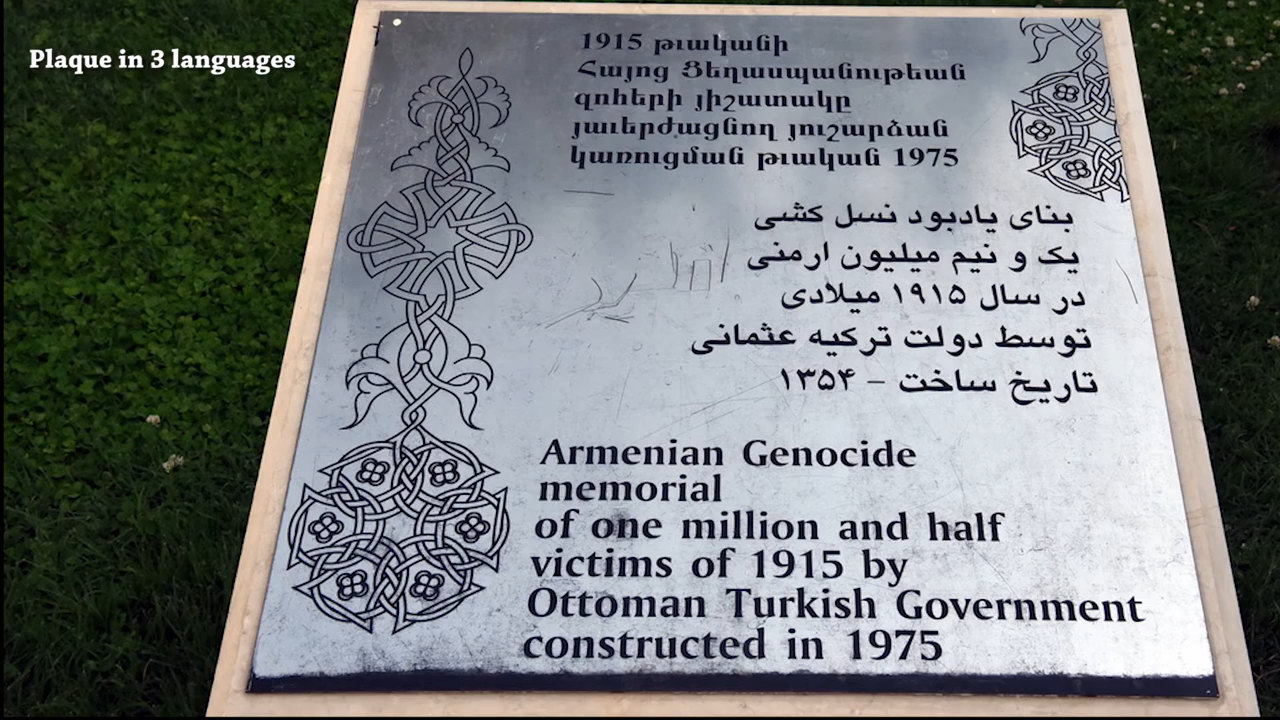 Plaque in 3 languages
1915 թւականի
Հայոց Ցեղասպանութեան
զոհերի յիշատակը
յաւերժացնող յուշարձան
կառուցման թւական 1975
بنای یادبود نسل کشی
یک و نیم میلیون ارمنی
در سال ۱۹۱۵ میلادی
توسط دولت ترکیه عثمانی
تاریخ ساخت – ۱۳۵۴
Armenian Genocide
memorial
of one million and half
victims of 1915 by
Ottoman Turkish Government
constructed in 1975